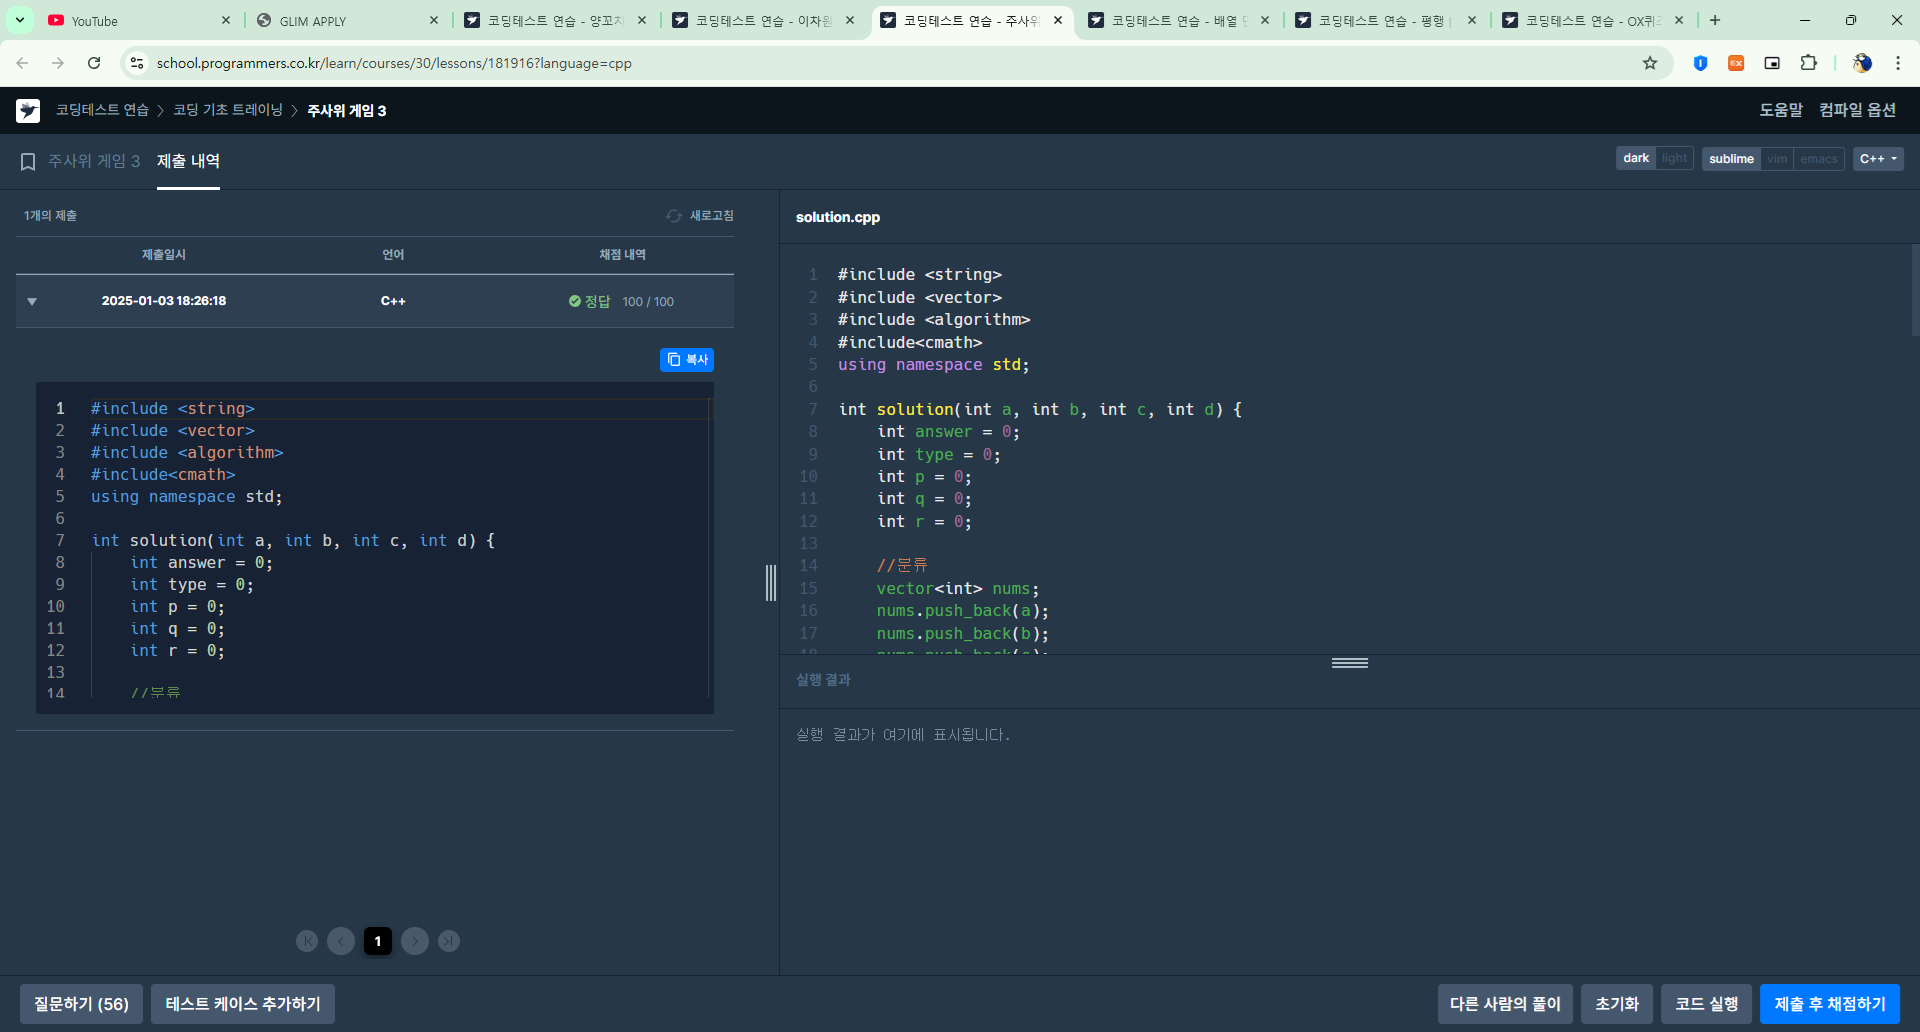 YouTube
GLIM APPLY
코딩테스트 연습 - 양꼬치
코딩테스트 연습 - 이차원
코딩테스트 연습 - 주사위
코딩테스트 연습 - 배열
코딩테스트 연습 - 평행
코딩테스트 연습 - OX퀴즈
school.programmers.co.kr/learn/courses/30/lessons/181916?language=cpp
코딩테스트 연습 > 코딩 기초 트레이닝 > 주사위 게임 3
도움말 컴파일 옵션
주사위 게임 3 제출 내역
dark light sublime vim emacs C++
1개의 제출 새로고침
제출일시 언어 채점 내역
2025-01-03 18:26:18 C++ 정답 100 / 100
복사
1 #include <string>
2 #include <vector>
3 #include <algorithm>
4 #include<cmath>
5 using namespace std;
6
7 int solution(int a, int b, int c, int d) {
8 int answer = 0;
9 int type = 0;
10 int p = 0;
11 int q = 0;
12 int r = 0;
13
14 //분류
1
solution.cpp
1 #include <string>
2 #include <vector>
3 #include <algorithm>
4 #include<cmath>
5 using namespace std;
6
7 int solution(int a, int b, int c, int d) {
8 int answer = 0;
9 int type = 0;
10 int p = 0;
11 int q = 0;
12 int r = 0;
13
14 //분류
15 vector<int> nums;
16 nums.push_back(a);
17 nums.push_back(b);
18 nums.push_back(c);
실행 결과
실행 결과가 여기에 표시됩니다.
질문하기 (56) 테스트 케이스 추가하기
다른 사람의 풀이 초기화 코드 실행 제출 후 채점하기